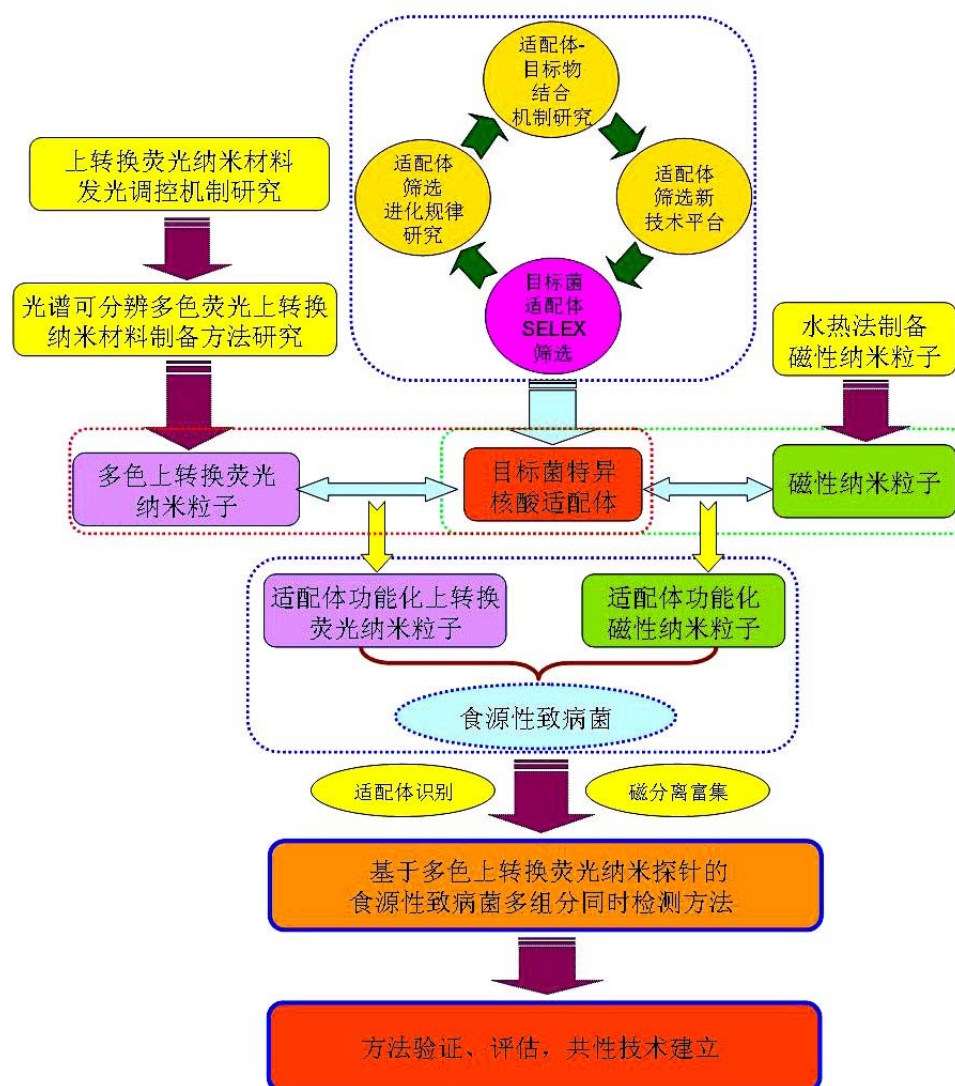 适配体-
目标物
结合
机制研究
上转换荧光纳米材料
发光调控机制研究
适配体
筛选
进化规律
研究
适配体
筛选新
技术平台
光谱可分辨多色荧光上转换
纳米材料制备方法研究
目标菌
适配体
SELEX
筛选
水热法制备
磁性纳米粒子
多色上转换荧光
纳米粒子
目标菌特异
核酸适配体
磁性纳米粒子
适配体功能化上转换
荧光纳米粒子
适配体功能化
磁性纳米粒子
食源性致病菌
适配体识别
磁分离富集
基于多色上转换荧光纳米探针的
食源性致病菌多组分同时检测方法
方法验证、评估，共性技术建立